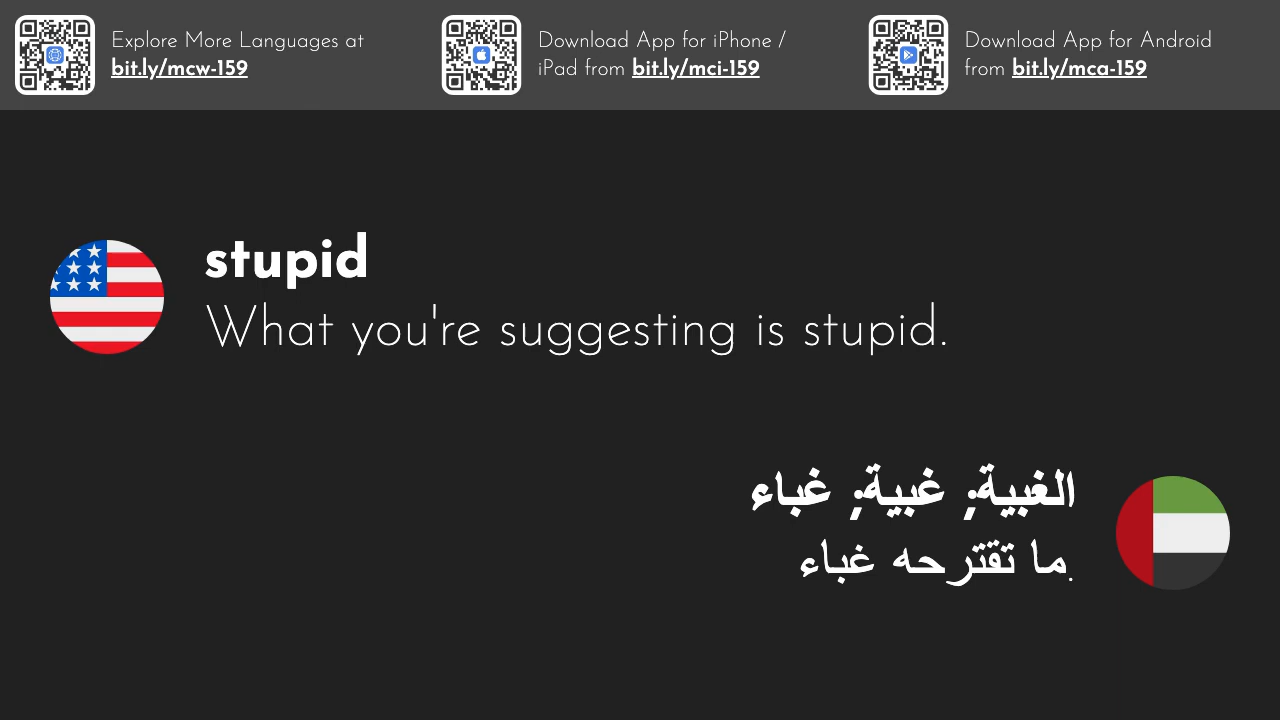 Explore More Languages at
bit.ly/mcw-159
Download App for iPhone /
iPad from bit.ly/mci-159
Download App for Android
from bit.ly/mca-159
stupid
What you're suggesting is stupid.
الغبية; غبية; غباء
ما تقترحه غباء.